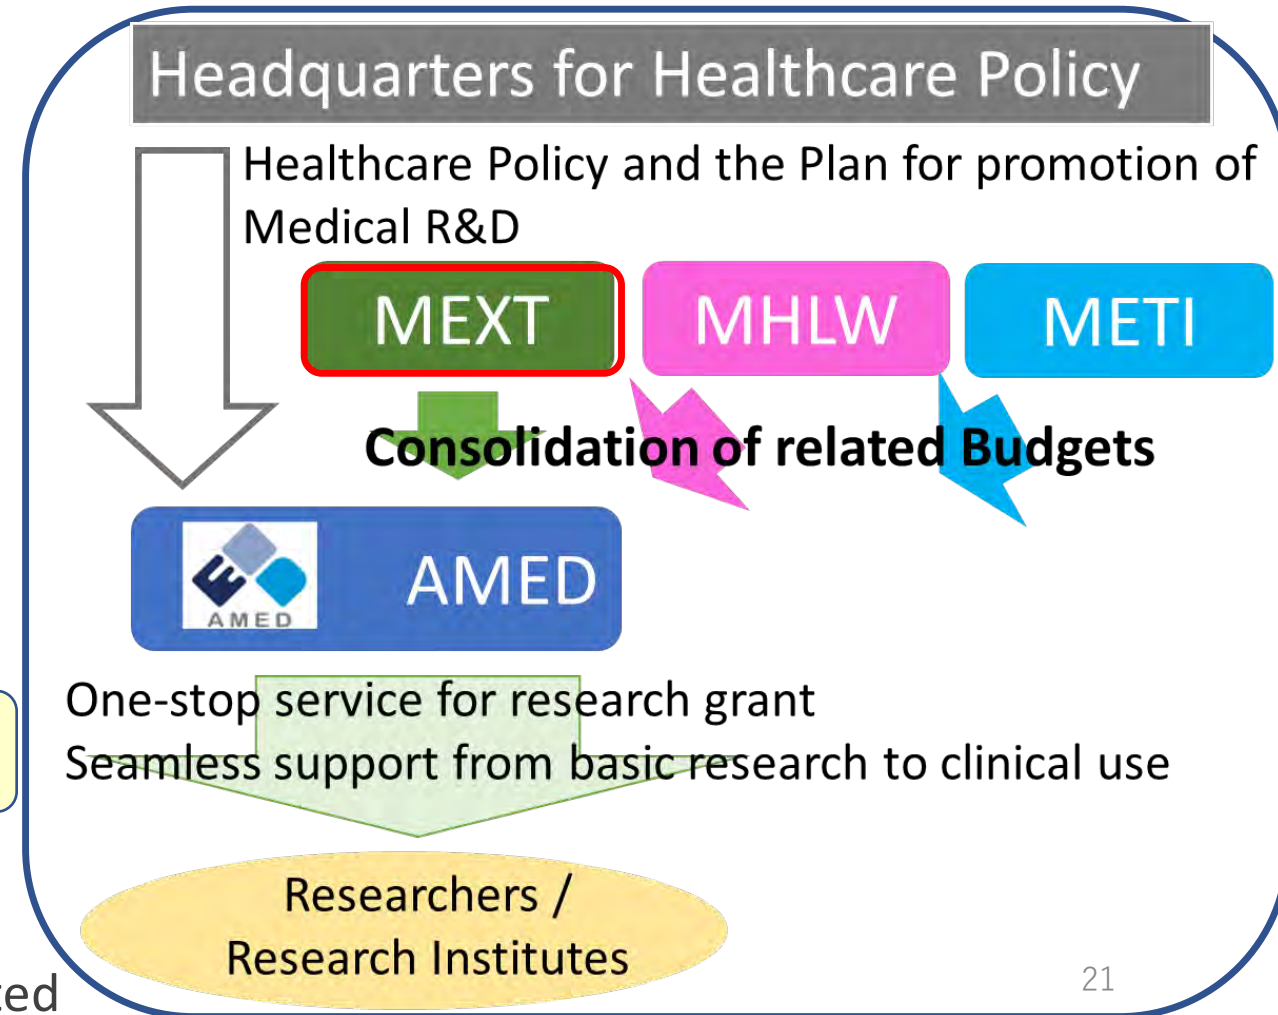 Headquarters for Healthcare Policy
Healthcare Policy and the Plan for promotion of
Medical R&D
MEXT
MHLW
METI
Consolidation of related Budgets
AMED
AMED
One-stop service for research grant
Seamless support from basic research to clinical use
Researchers /
Research Institutes
21